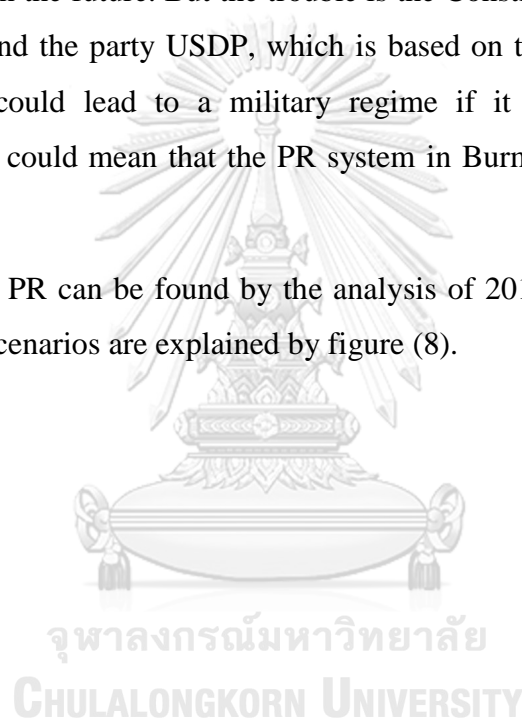 n the future. But the trouble is the Const
nd the party USDP, which is based on t
could lead to a military regime if it
could mean that the PR system in Burn
PR can be found by the analysis of 201
cenarios are explained by figure (8).
จุฬาลงกรณ์มหาวิทยาลัย
CHULALONGKORN UNIVERSITY